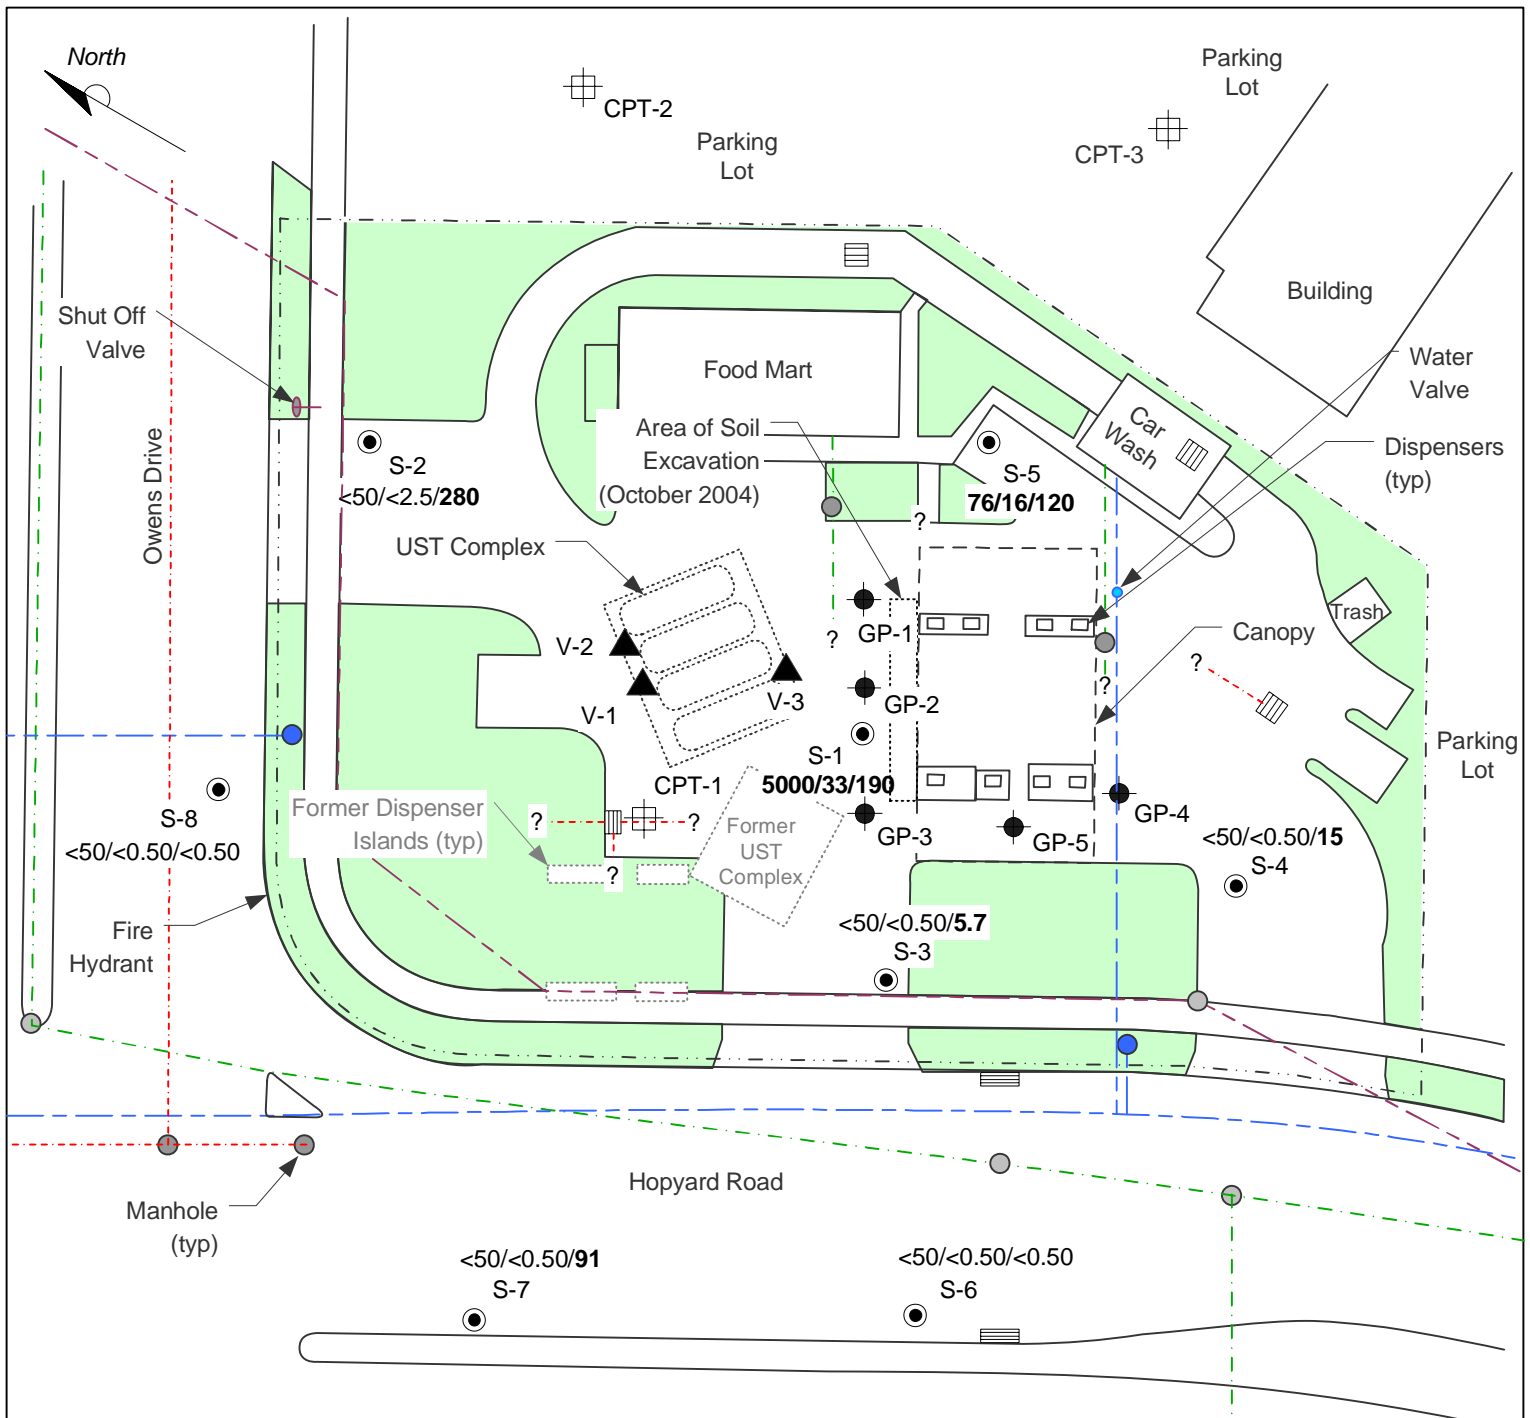 North
CPT-2
Parking
Lot
Parking
Lot
CPT-3
Building
Shut Off
Valve
Food Mart
Water
Valve
Area of Soil
Excavation
(October 2004)
Car
Wash
Dispensers
(typ)
Owens Drive
S-2
<50/<2.5/280
S-5
76/16/120
?
UST Complex
GP-1
?
Trash
Canopy
V-2
V-1
V-3
GP-2
?
?
S-1
5000/33/190
Parking
Lot
CPT-1
S-8
<50/<0.50/<0.50
Former Dispenser
Islands (typ)
?
?
?
Former
UST
Complex
GP-3
GP-5
GP-4
<50/<0.50/15
S-4
Fire
Hydrant
<50/<0.50/5.7
S-3
Hopyard Road
Manhole
(typ)
<50/<0.50/91
S-7
<50/<0.50/<0.50
S-6